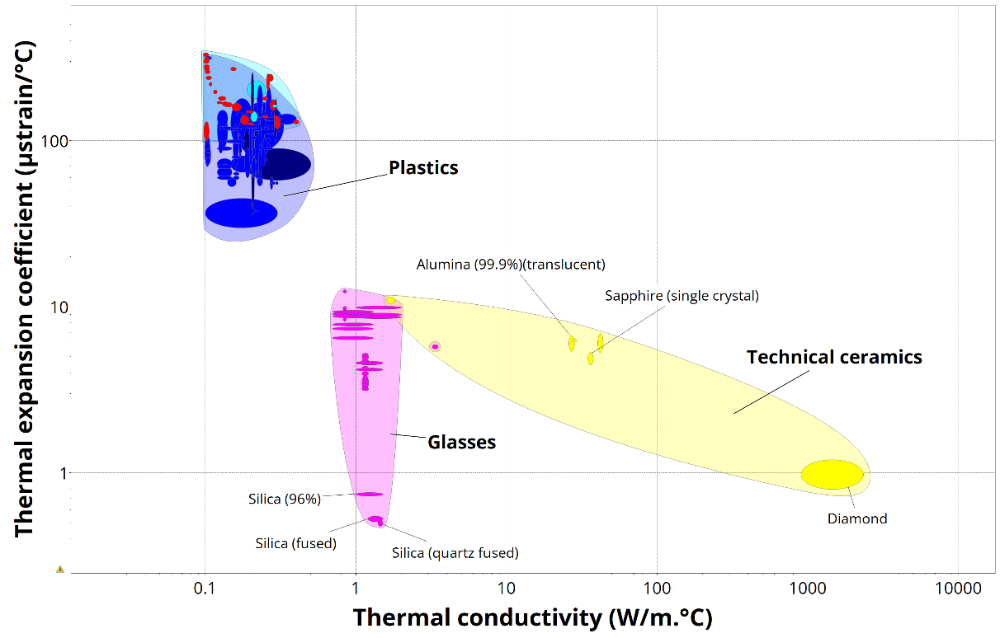 Thermal expansion coefficient (µstrain/°C)
100
10
1
Plastics
Alumina (99.9%)(translucent)
Sapphire (single crystal)
Technical ceramics
Glasses
Silica (96%)
Silica (fused)
Silica (quartz fused)
Diamond
0.1 1 10 100 1000 10000
Thermal conductivity (W/m.°C)